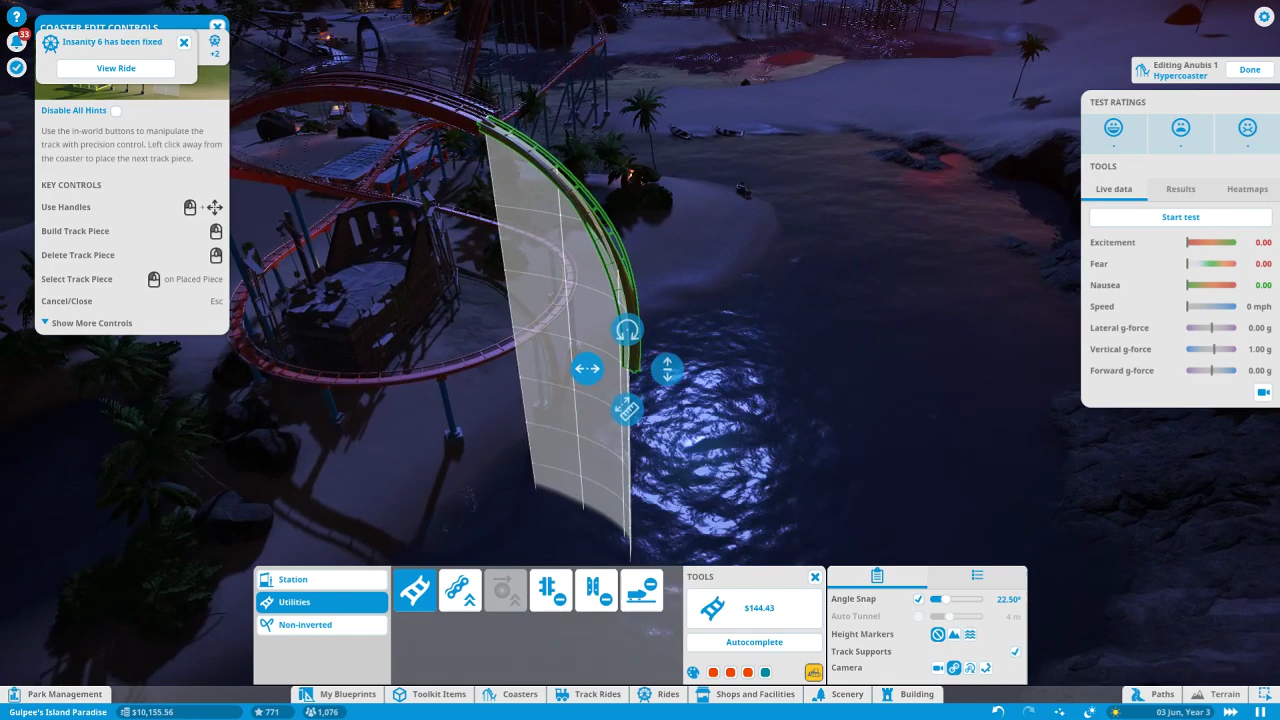 COASTER EDIT CONTROLS
33
Insanity 6 has been fixed
View Ride
+2
Disable All Hints
Use the in-world buttons to manipulate the
track with precision control. Left click away from
the coaster to place the next track piece.
KEY CONTROLS
Use Handles
+
Build Track Piece
Delete Track Piece
Select Track Piece
on Placed Piece
Cancel/Close
Esc
Show More Controls
Editing Anubis 1
Hypercoaster
Done
TEST RATINGS
-
-
-
TOOLS
Live data
Results
Heatmaps
Start test
Excitement 0.00
Fear 0.00
Nausea 0.00
Speed 0 mph
Lateral g-force 0.00 g
Vertical g-force 1.00 g
Forward g-force 0.00 g
Station
Utilities
Non-inverted
TOOLS
$144.43
Autocomplete
Angle Snap 22.50°
Auto Tunnel 4 m
Height Markers
Track Supports
Camera
Park Management
My Blueprints
Toolkit Items
Coasters
Track Rides
Rides
Shops and Facilities
Scenery
Building
Paths
Terrain
Gulpee's Island Paradise
$10,155.56
771
1,076
03 Jun, Year 3